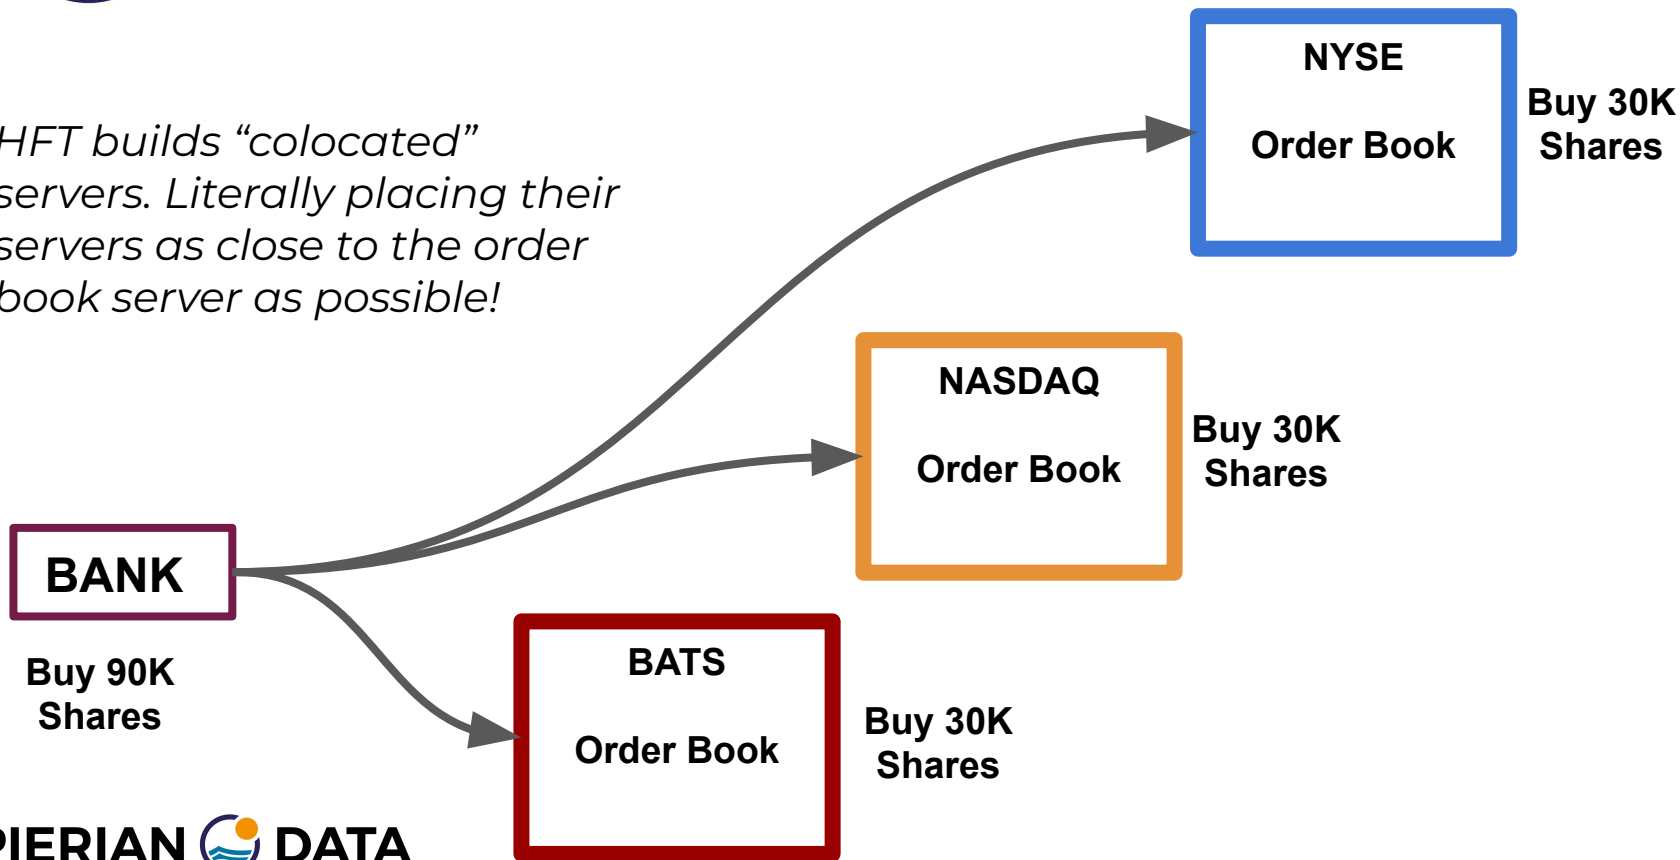 HFT builds “colocated”
servers. Literally placing their
servers as close to the order
book server as possible!
NYSE
Order Book
Buy 30K
Shares
NASDAQ
Order Book
Buy 30K
Shares
BANK
Buy 90K
Shares
BATS
Order Book
Buy 30K
Shares
PIERIAN DATA